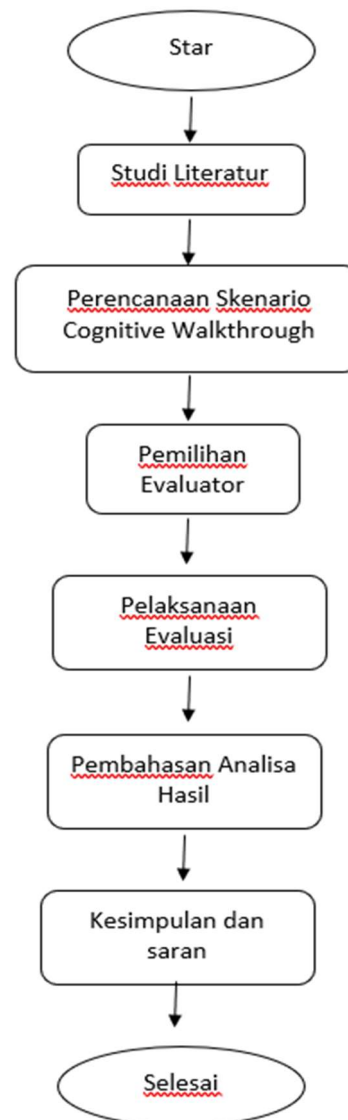 Star
Studi Literatur
Perencanaan Skenario
Cognitive Walkthrough
Pemilihan
Evaluator
Pelaksanaan
Evaluasi
Pembahasan Analisa
Hasil
Kesimpulan dan
saran
Selesai